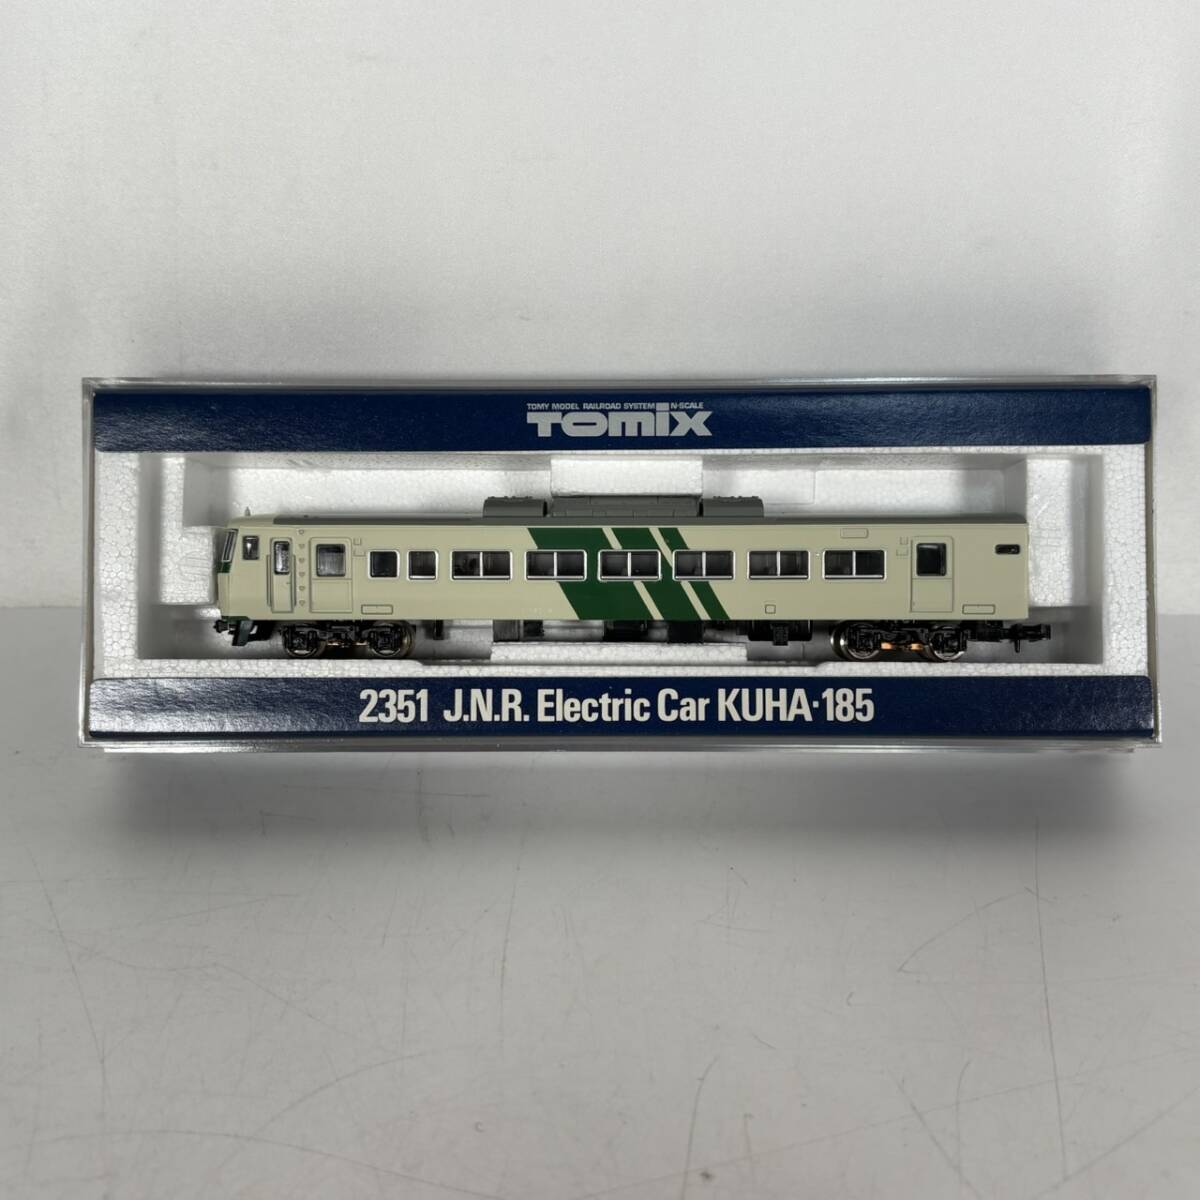 TOMY MODEL RAILROAD SYSTEM N-SCALE
TOMIX
2351 J.N.R. Electric Car KUHA·185